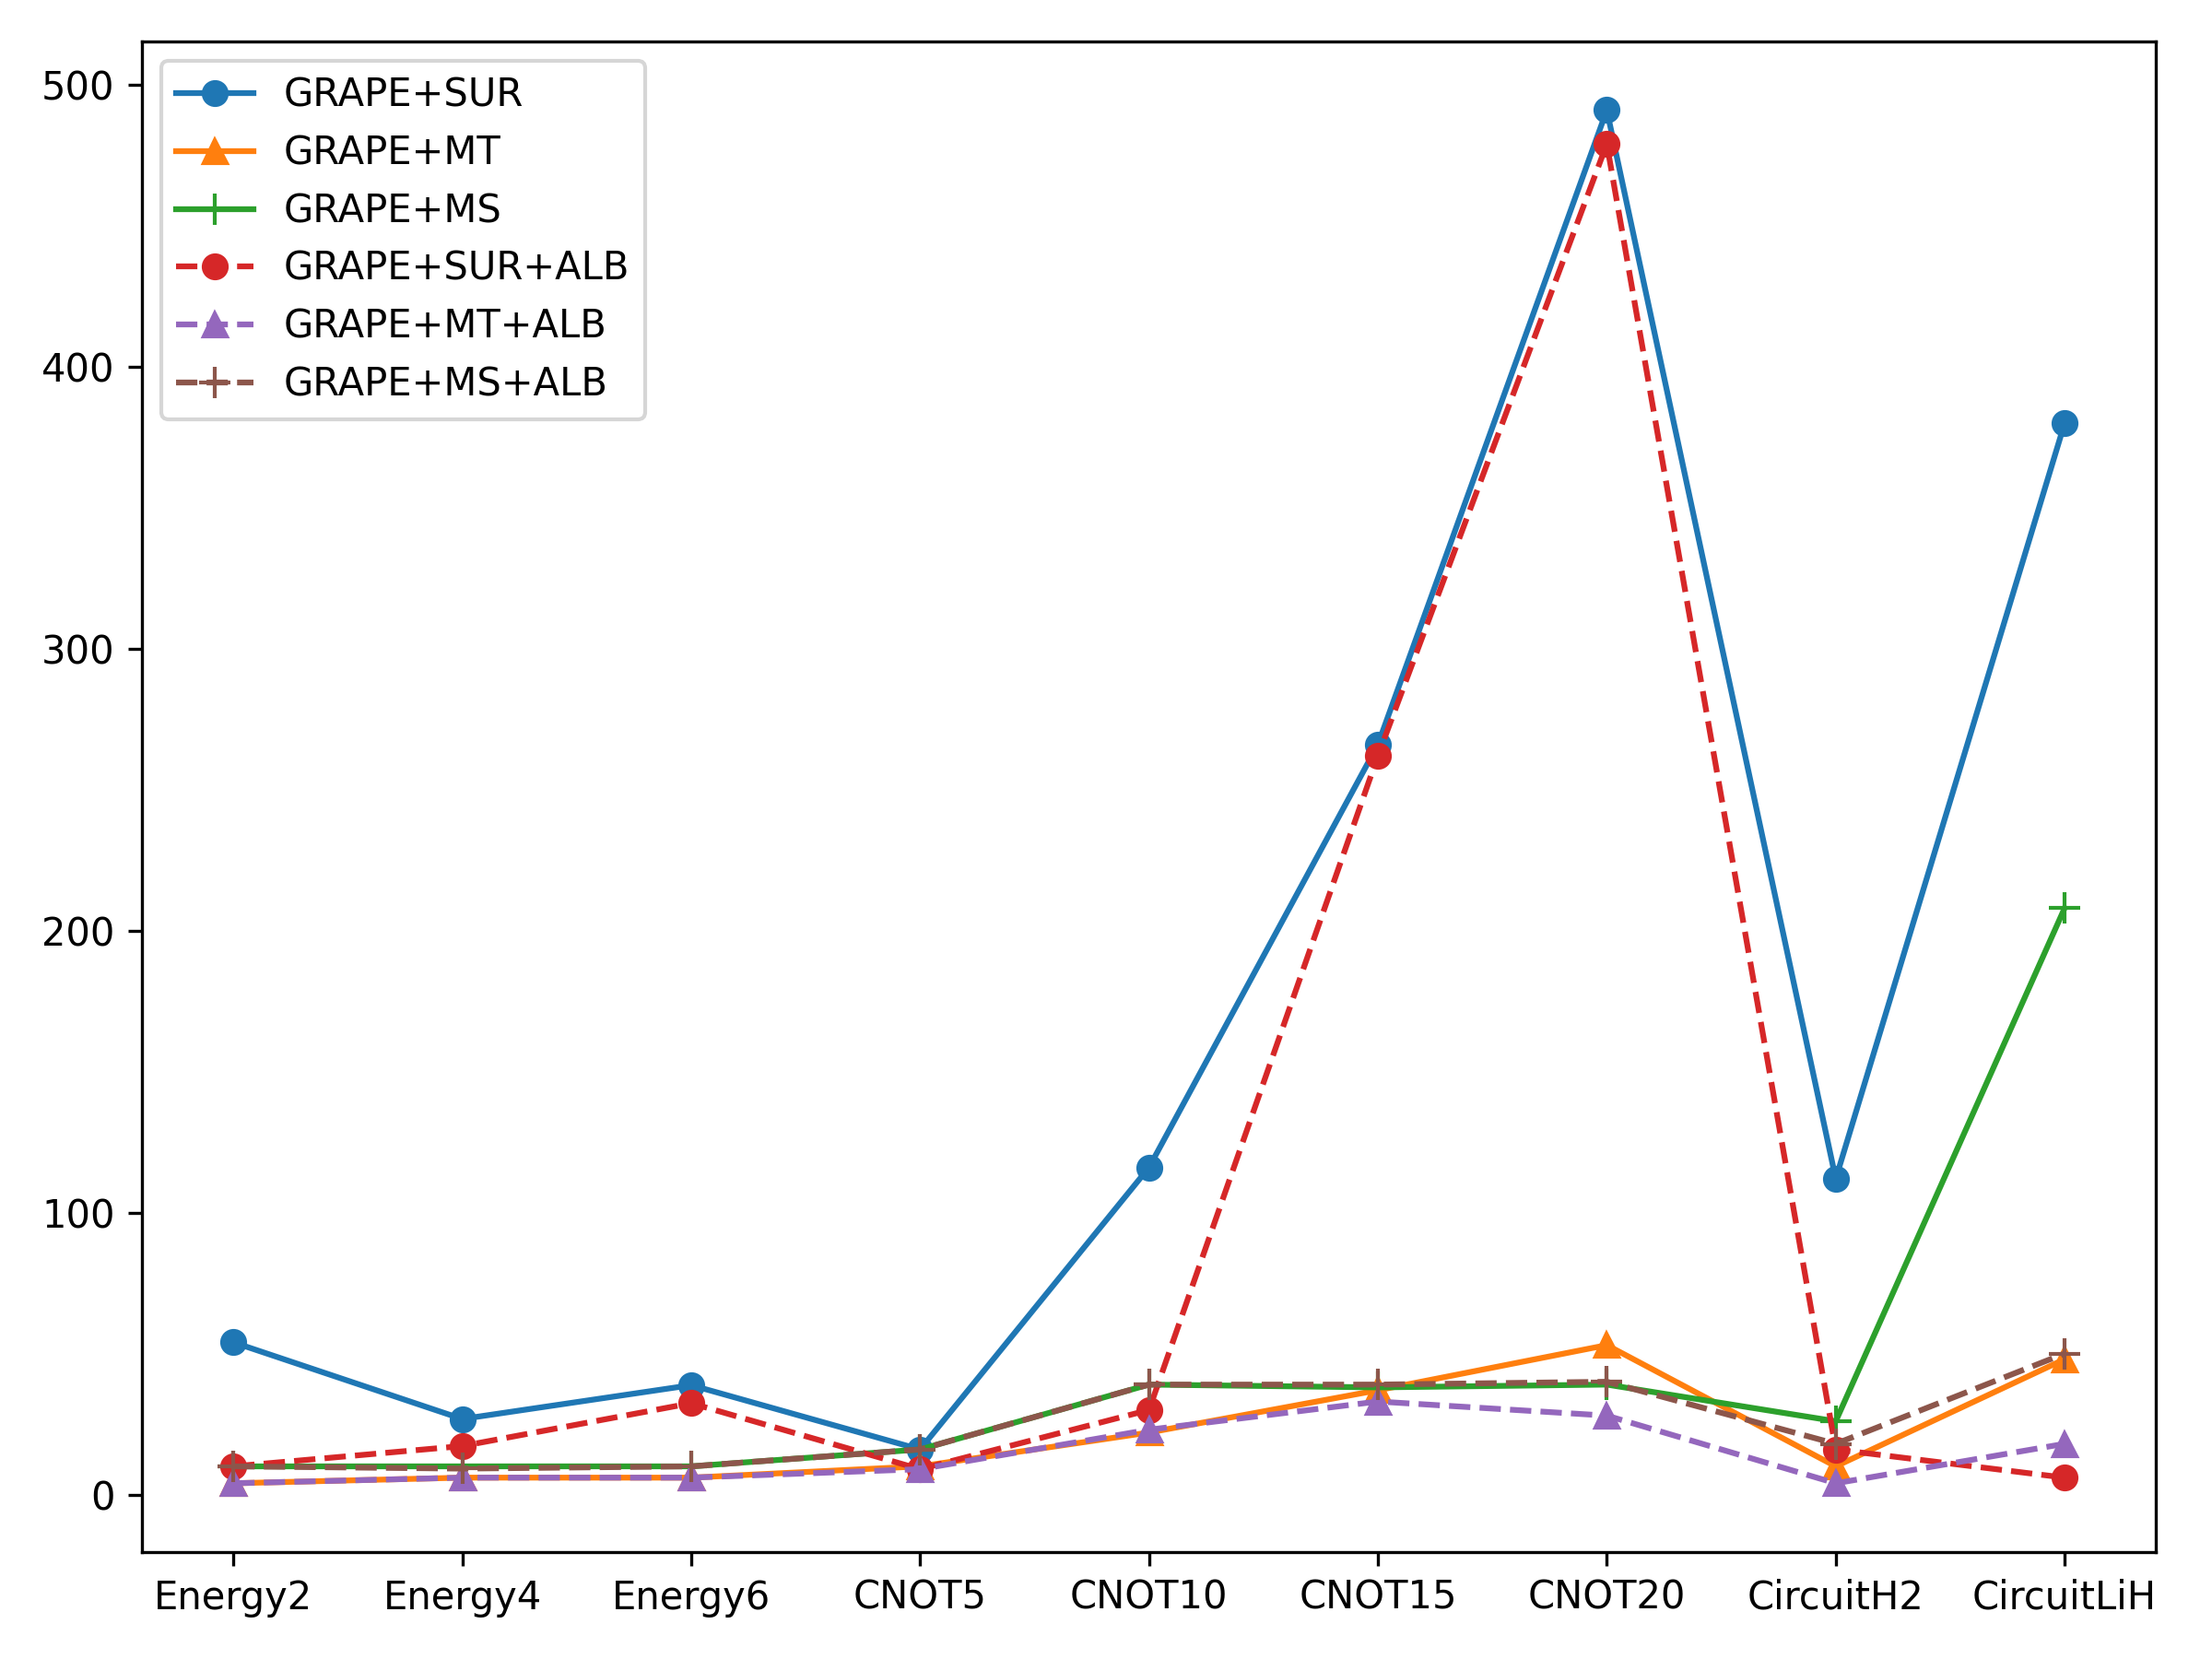 GRAPE+SUR
GRAPE+MT
GRAPE+MS
GRAPE+SUR+ALB
GRAPE+MT+ALB
GRAPE+MS+ALB
500
400
300
200
100
0
Energy2 Energy4 Energy6 CNOT5 CNOT10 CNOT15 CNOT20 CircuitH2 CircuitLiH